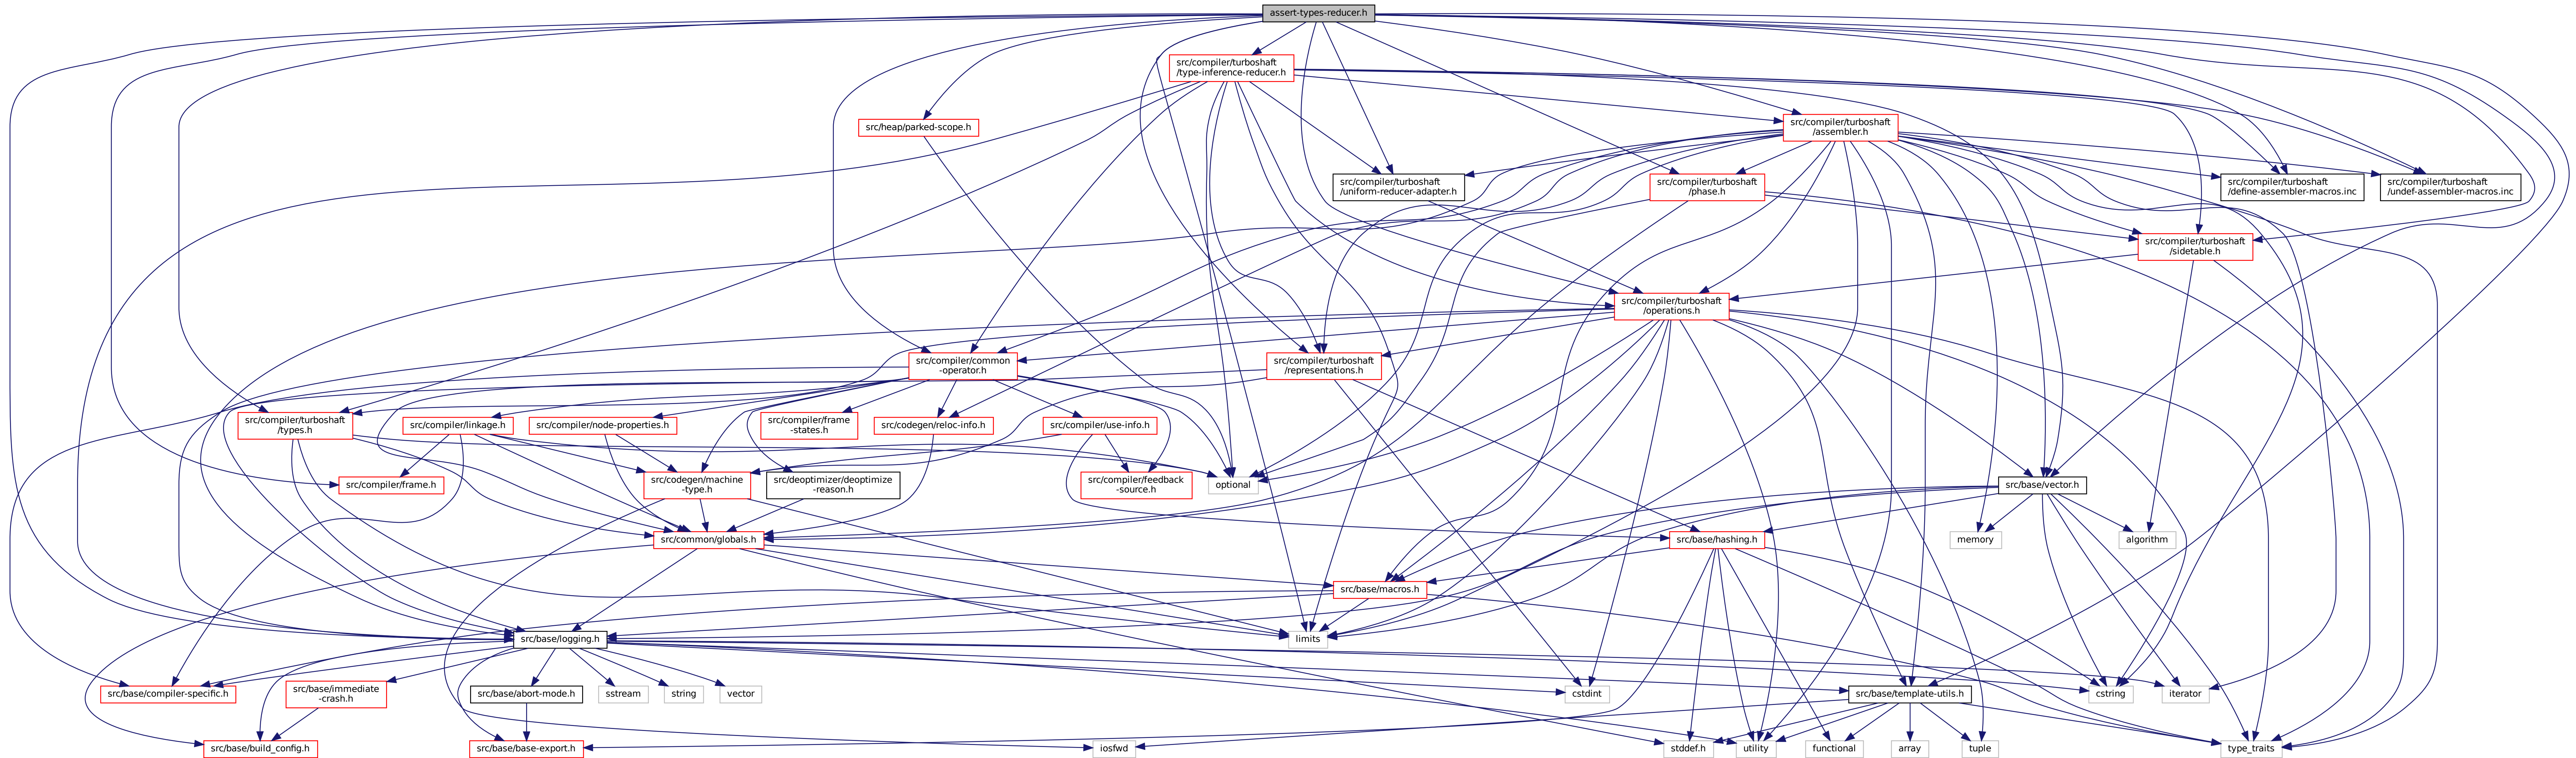 assert-types-reducer.h
src/compiler/turboshaft
/type-inference-reducer.h
src/heap/parked-scope.h
src/compiler/turboshaft
/assembler.h
src/compiler/turboshaft
/uniform-reducer-adapter.h
src/compiler/turboshaft
/phase.h
src/compiler/turboshaft
/define-assembler-macros.inc
src/compiler/turboshaft
/undef-assembler-macros.inc
src/compiler/turboshaft
/sidetable.h
src/compiler/turboshaft
/operations.h
src/compiler/common
-operator.h
src/compiler/turboshaft
/representations.h
src/compiler/turboshaft
/types.h
src/compiler/linkage.h
src/compiler/node-properties.h
src/compiler/frame
-states.h
src/codegen/reloc-info.h
src/compiler/use-info.h
src/compiler/frame.h
src/codegen/machine
-type.h
src/deoptimizer/deoptimize
-reason.h
src/compiler/feedback
-source.h
optional
src/base/vector.h
src/common/globals.h
src/base/hashing.h
memory
algorithm
src/base/macros.h
src/base/logging.h
limits
src/base/compiler-specific.h
src/base/immediate
-crash.h
src/base/abort-mode.h
sstream
string
vector
cstdint
src/base/template-utils.h
cstring
iterator
src/base/build_config.h
src/base/base-export.h
iosfwd
stddef.h
utility
functional
array
tuple
type_traits